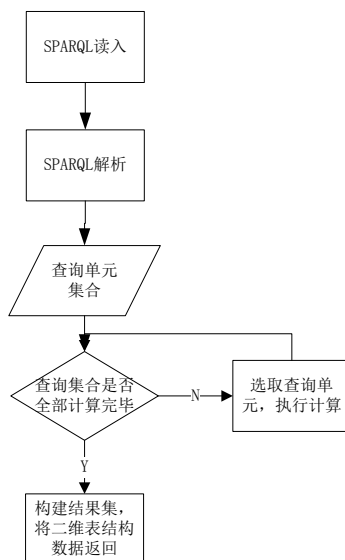 SPARQL读入
SPARQL解析
查询单元
集合
查询集合是否
全部计算完毕
N
选取查询单
元，执行计算
Y
构建结果集，
将二维表结构
数据返回